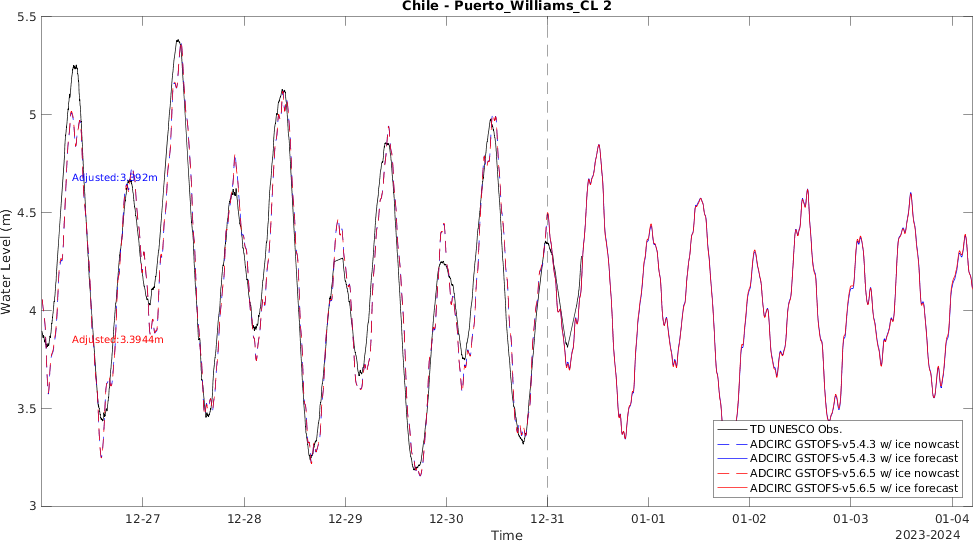 Chile - Puerto_Williams_CL 2
Water Level (m)
5.5
5
4.5
4
3.5
3
Adjusted:3.392m
Adjusted:3.3944m
TD UNESCO Obs.
ADCIRC GSTOFS-v5.4.3 w/ ice nowcast
ADCIRC GSTOFS-v5.4.3 w/ ice forecast
ADCIRC GSTOFS-v5.6.5 w/ ice nowcast
ADCIRC GSTOFS-v5.6.5 w/ ice forecast
12-27 12-28 12-29 12-30 12-31 01-01 01-02 01-03 01-04
Time
2023-2024